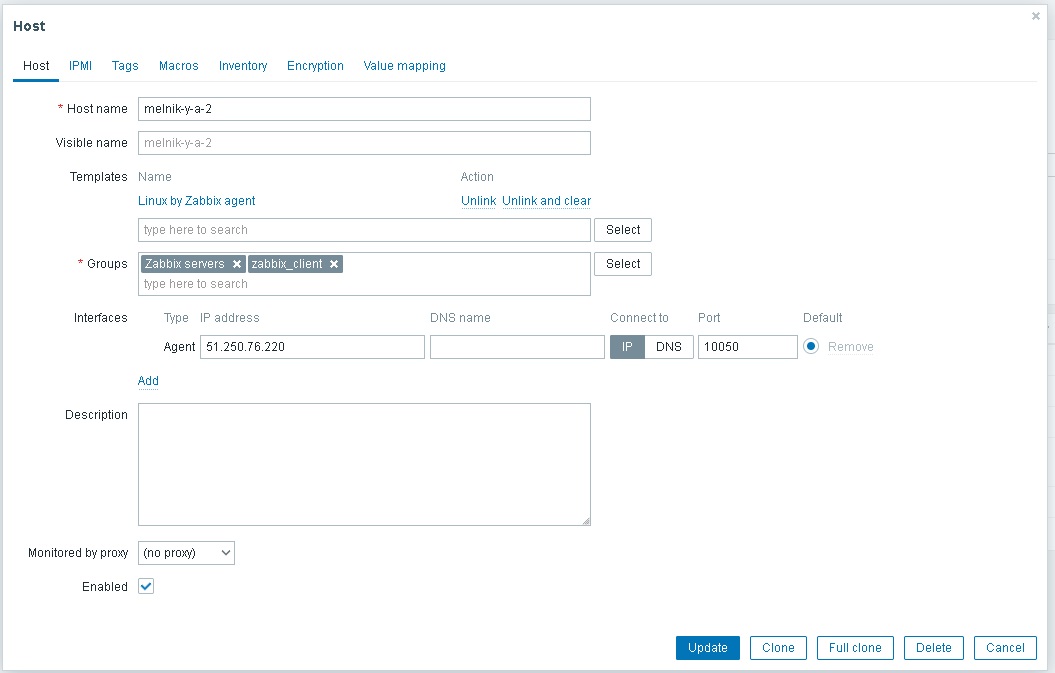 Host
Host IPMI Tags Macros Inventory Encryption Value mapping
* Host name melnik-y-a-2
Visible name melnik-y-a-2
Templates Name Action
Linux by Zabbix agent Unlink Unlink and clear
type here to search Select
* Groups Zabbix servers zabbix_client Select
type here to search
Interfaces Type IP address DNS name Connect to Port Default
Agent 51.250.76.220 IP DNS 10050 Remove
Add
Description
Monitored by proxy (no proxy)
Enabled
Update Clone Full clone Delete Cancel